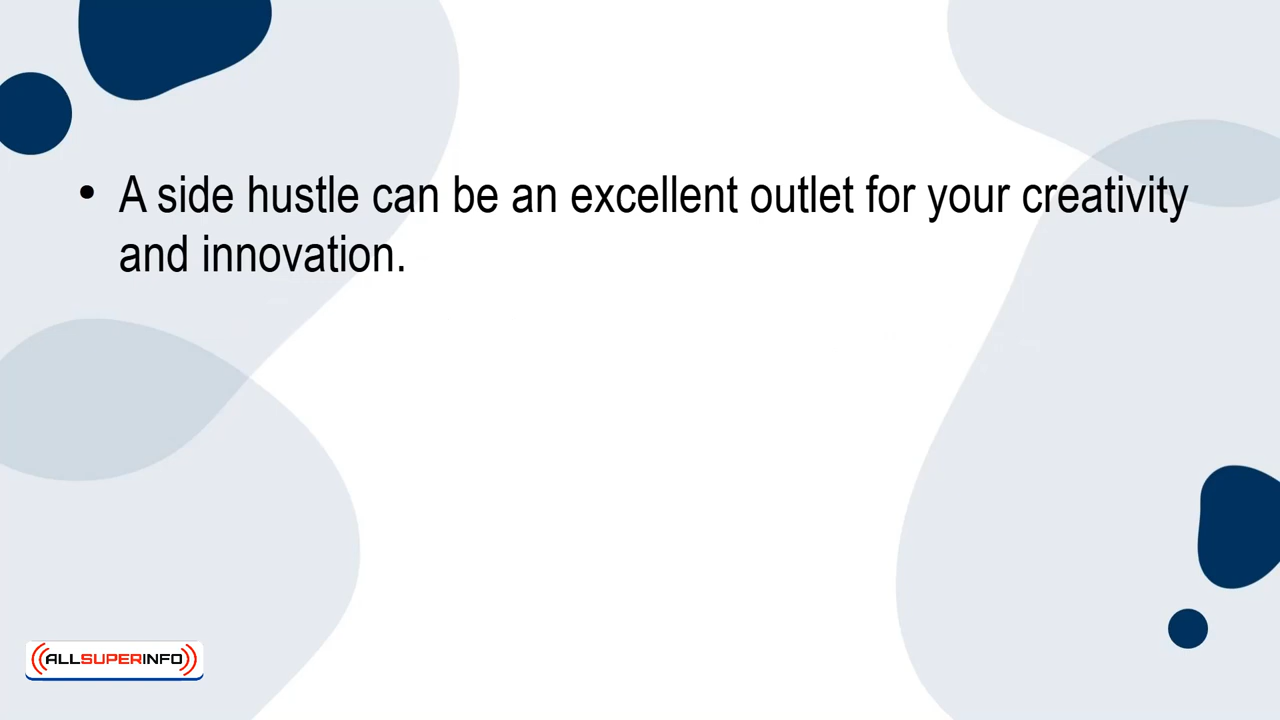 • A side hustle can be an excellent outlet for your creativity
and innovation.
ALLSUPERINFO